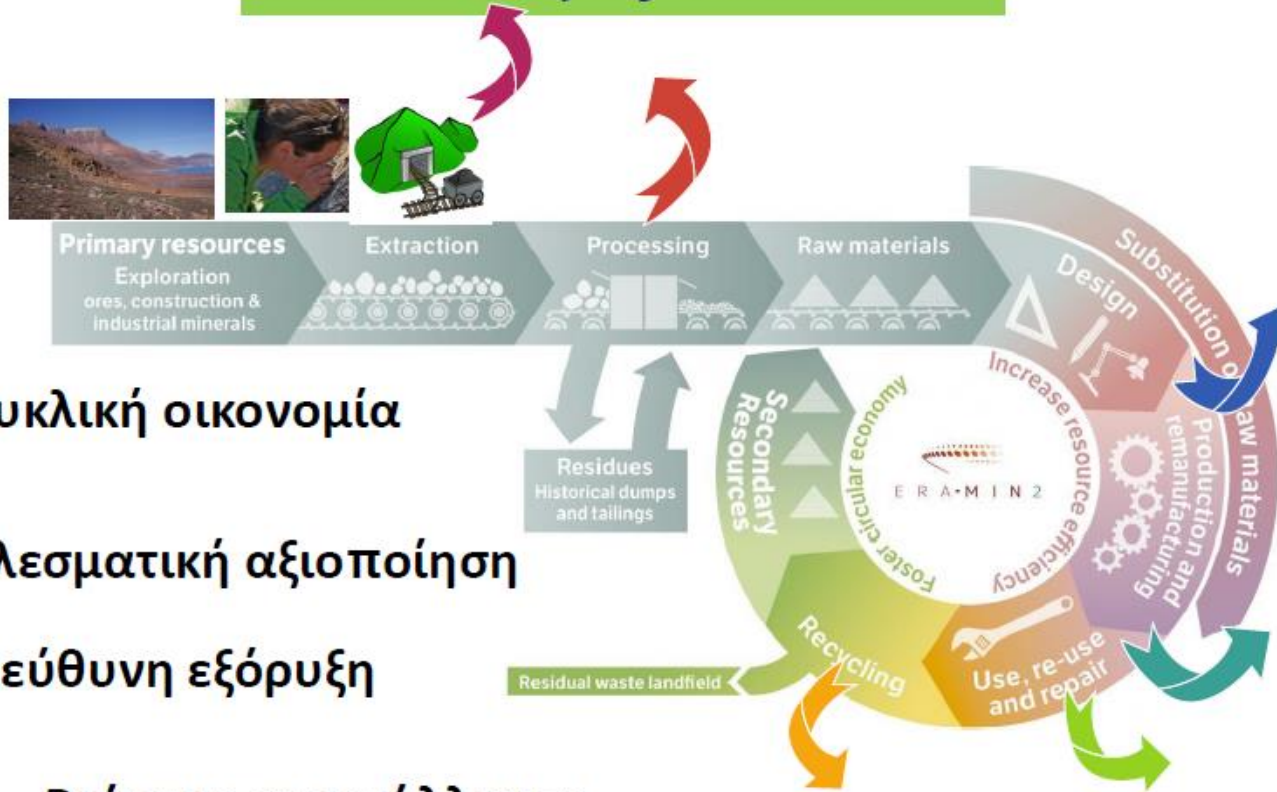 Primary resources
Exploration
ores, construction &
industrial minerals
Extraction
Processing
Raw materials
Design
Substitution of raw materials
Increase resource efficiency
Production and
remanufacturing
Use, re-use
and repair
Recycling
Secondary
Resources
Foster circular economy
ERA•MIN2
Residues
Historical dumps
and tailings
Residual waste landfield
υκλική οικονομία
λεσματική αξιοποίηση
εύθυνη εξόρυξη